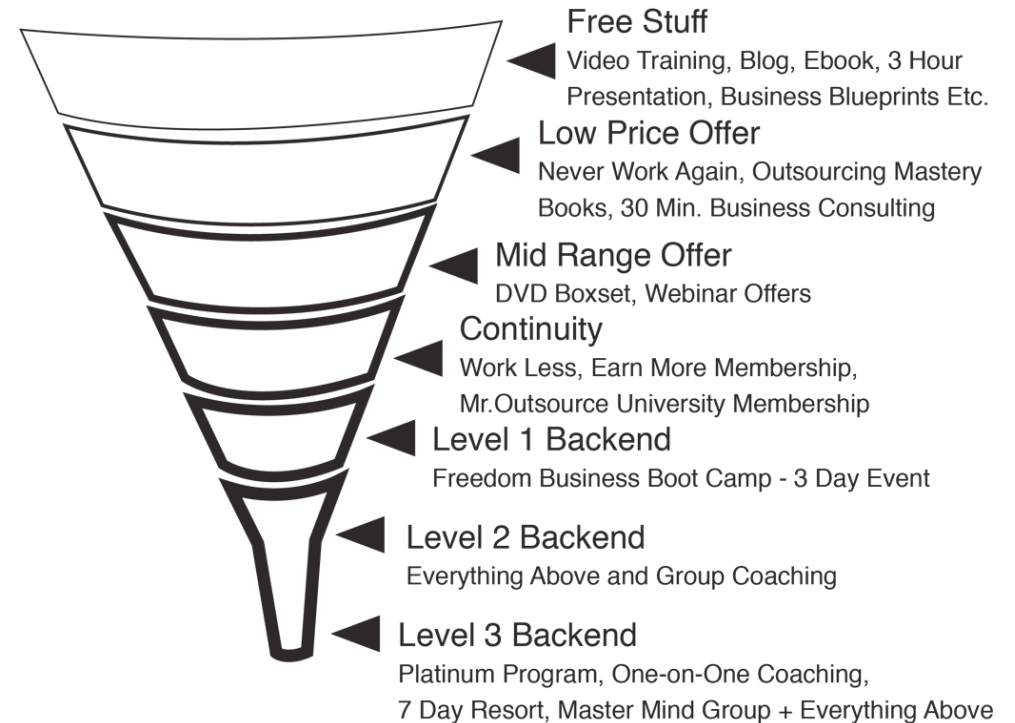 Free Stuff
Video Training, Blog, Ebook, 3 Hour
Presentation, Business Blueprints Etc.
Low Price Offer
Never Work Again, Outsourcing Mastery
Books, 30 Min. Business Consulting
Mid Range Offer
DVD Boxset, Webinar Offers
Continuity
Work Less, Earn More Membership,
Mr.Outsource University Membership
Level 1 Backend
Freedom Business Boot Camp - 3 Day Event
Level 2 Backend
Everything Above and Group Coaching
Level 3 Backend
Platinum Program, One-on-One Coaching,
7 Day Resort, Master Mind Group + Everything Above